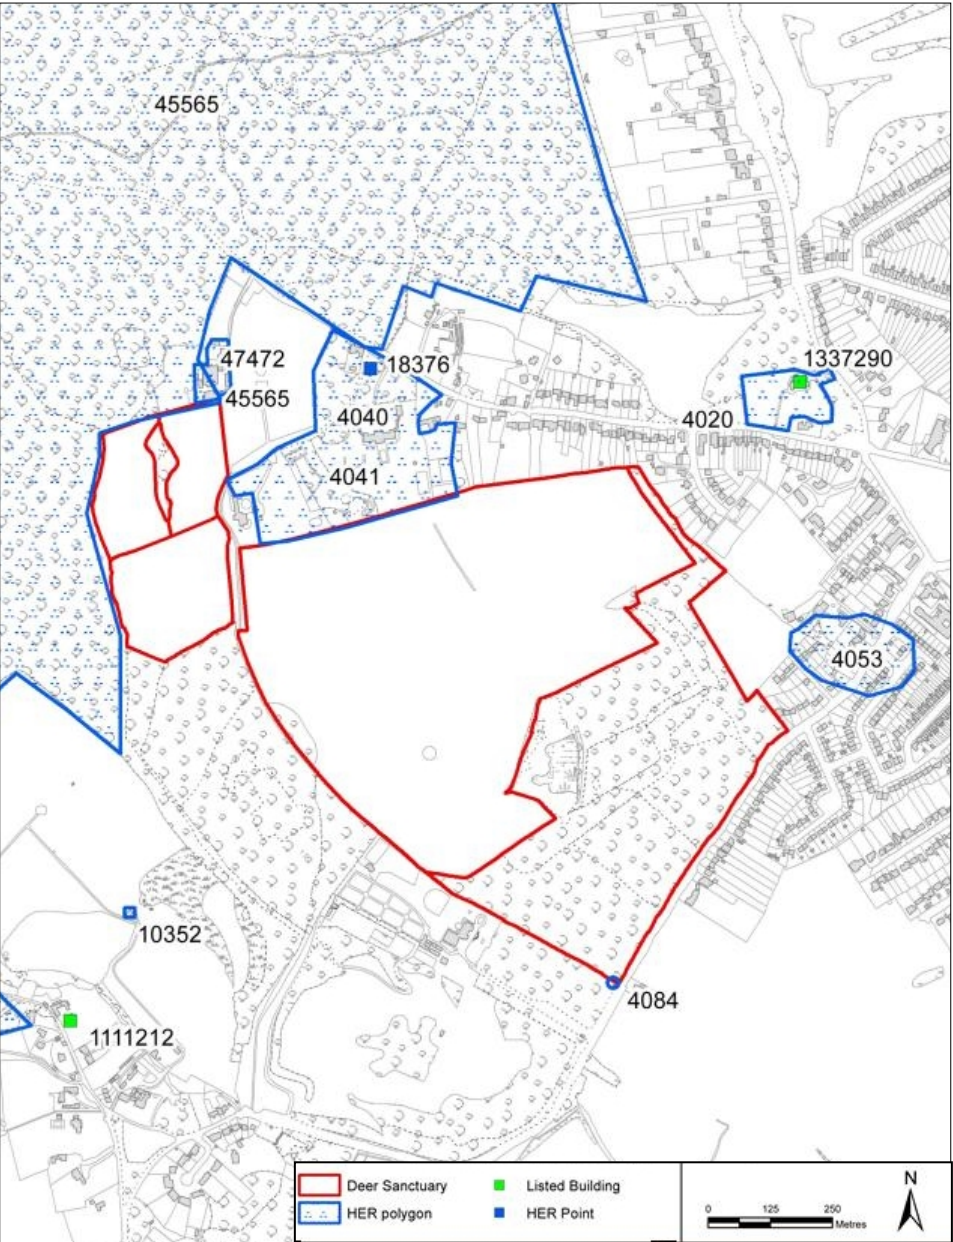 45565
47472
18376
1337290
45565
4040
4020
4041
4053
10352
4084
1111212
Deer Sanctuary
Listed Building
HER polygon
HER Point
0 125 250
Metres
N